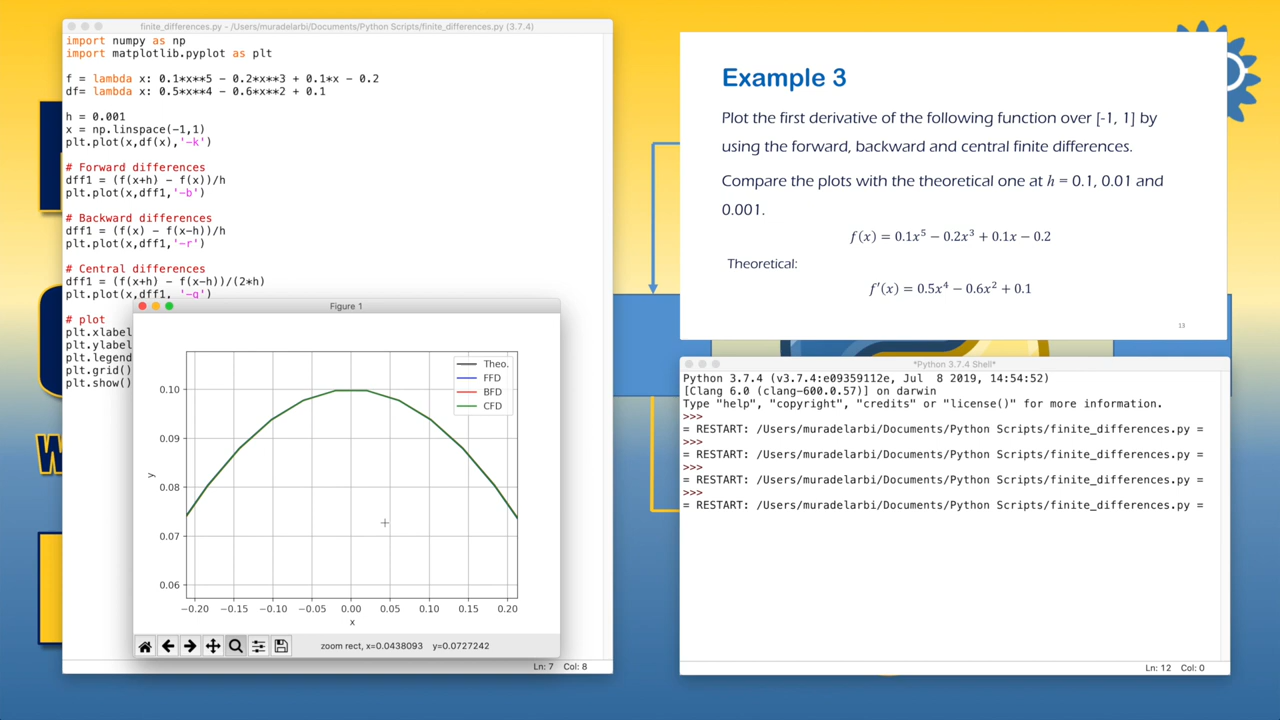 finite_differences.py - /Users/muradelarbi/Documents/Python Scripts/finite_differences.py (3.7.4)
import numpy as np
import matplotlib.pyplot as plt
f = lambda x: 0.1*x**5 - 0.2*x**3 + 0.1*x - 0.2
df= lambda x: 0.5*x**4 - 0.6*x**2 + 0.1
h = 0.001
x = np.linspace(-1,1)
plt.plot(x,df(x),'-k')
# Forward differences
dff1 = (f(x+h) - f(x))/h
plt.plot(x,dff1,'-b')
# Backward differences
dff1 = (f(x) - f(x-h))/h
plt.plot(x,dff1,'-r')
# Central differences
dff1 = (f(x+h) - f(x-h))/(2*h)
plt.plot(x,dff1, '-g')
# plot
plt.xlabel
plt.ylabel
plt.legend
plt.grid()
plt.show()
Figure 1
Theo.
FFD
BFD
CFD
0.10
0.09
0.08
0.07
0.06
y
−0.20 −0.15 −0.10 −0.05 0.00 0.05 0.10 0.15 0.20
x
zoom rect, x=0.0438093 y=0.0727242
Ln: 7 Col: 8
Example 3
Plot the first derivative of the following function over [-1, 1] by
using the forward, backward and central finite differences.
Compare the plots with the theoretical one at h = 0.1, 0.01 and
0.001.
f(x) = 0.1x⁵ − 0.2x³ + 0.1x − 0.2
Theoretical:
f′(x) = 0.5x⁴ − 0.6x² + 0.1
13
*Python 3.7.4 Shell*
Python 3.7.4 (v3.7.4:e09359112e, Jul  8 2019, 14:54:52)
[Clang 6.0 (clang-600.0.57)] on darwin
Type "help", "copyright", "credits" or "license()" for more information.
>>>
= RESTART: /Users/muradelarbi/Documents/Python Scripts/finite_differences.py =
>>>
= RESTART: /Users/muradelarbi/Documents/Python Scripts/finite_differences.py =
>>>
= RESTART: /Users/muradelarbi/Documents/Python Scripts/finite_differences.py =
>>>
= RESTART: /Users/muradelarbi/Documents/Python Scripts/finite_differences.py =
Ln: 12 Col: 0